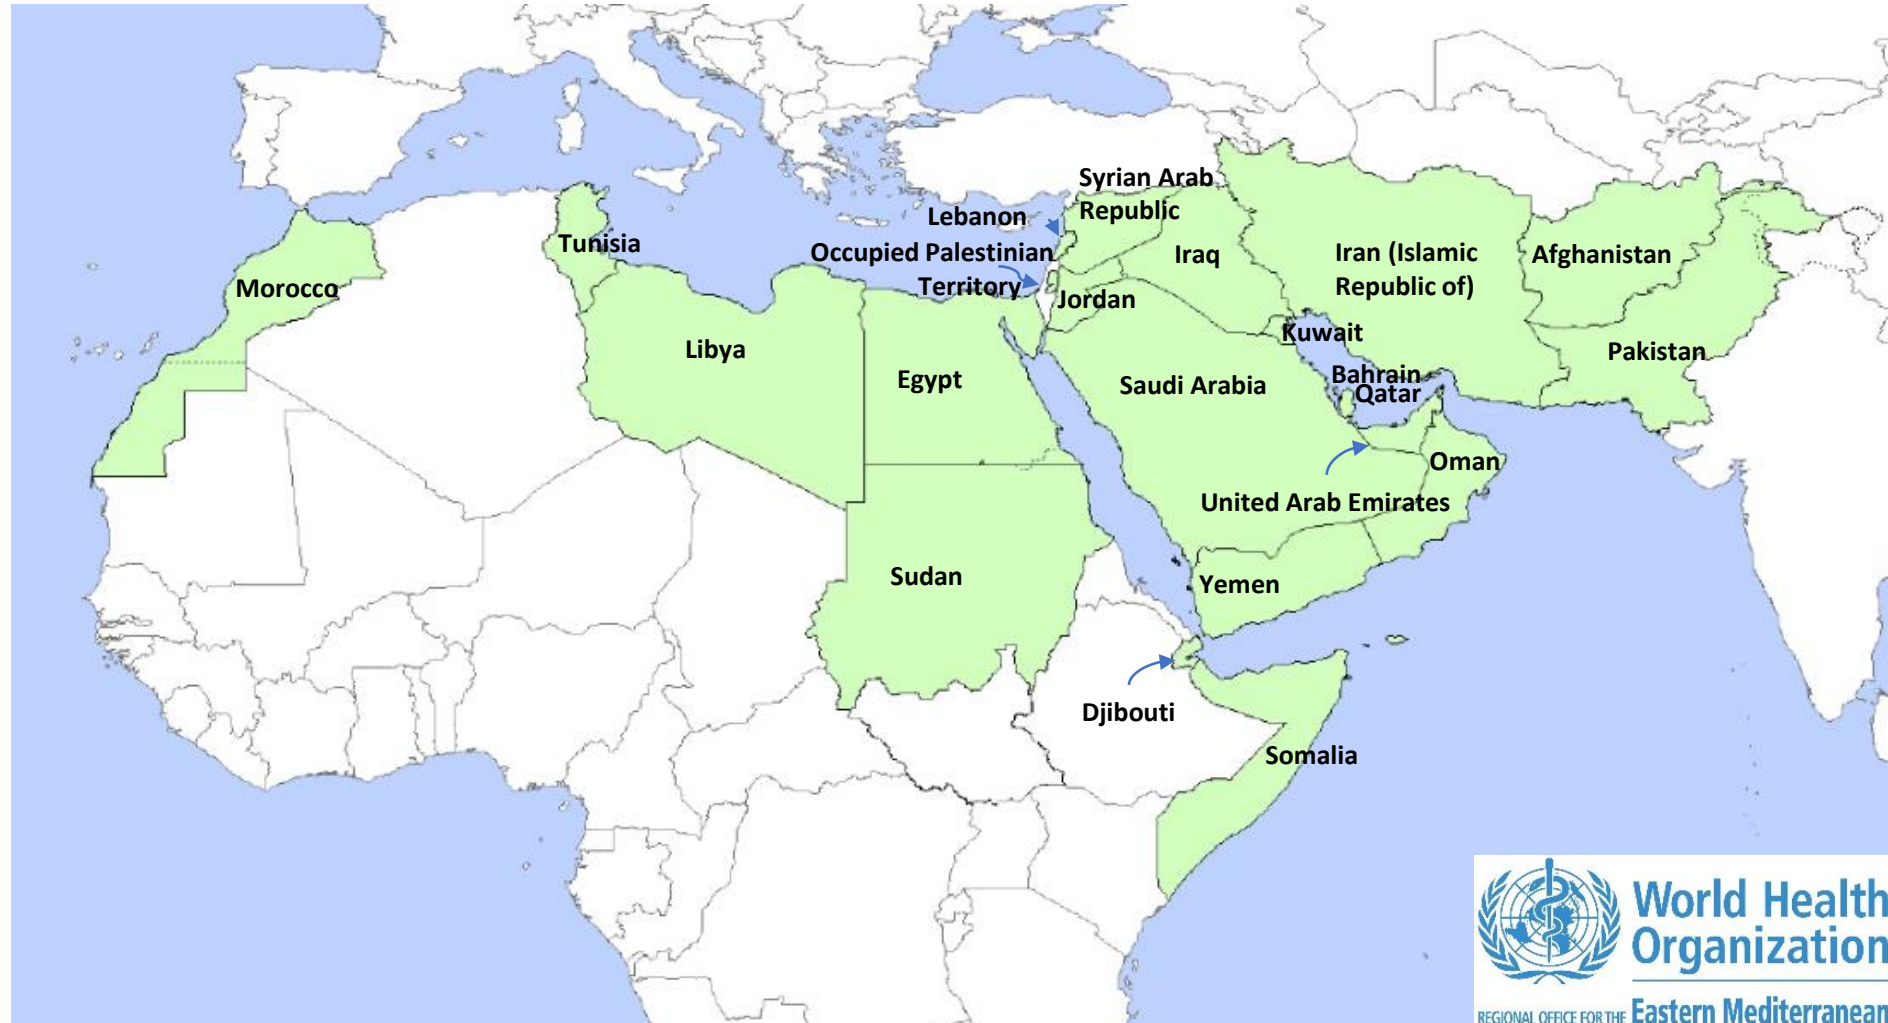 Syrian Arab
Republic
Lebanon
Occupied Palestinian
Territory
Tunisia
Morocco
Iraq
Iran (Islamic
Republic of)
Afghanistan
Jordan
Libya
Egypt
Kuwait
Pakistan
Saudi Arabia
Bahrain
Qatar
Oman
United Arab Emirates
Sudan
Yemen
Djibouti
Somalia
World Health
Organization
REGIONAL OFFICE FOR THE Eastern Mediterranean